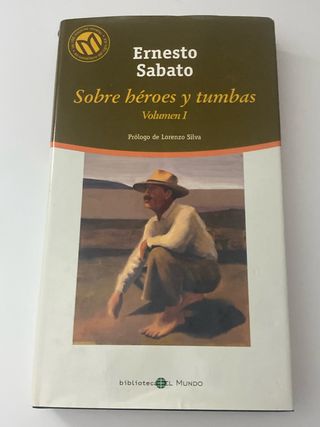 Ernesto
Sabato
Sobre héroes y tumbas
Volumen I
Prólogo de Lorenzo Silva
biblioteca EL MUNDO